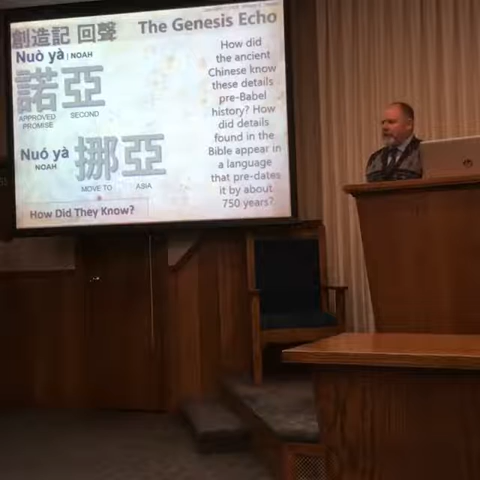 創造記 回聲
The Genesis Echo
Nuò yà | NOAH
諾亞
APPROVED PROMISE
SECOND
Nuó yà
NOAH
挪亞
MOVE TO
ASIA
How Did They Know?
How did
the ancient
Chinese know
these details
pre-Babel
history? How
did details
found in the
Bible appear in
a language
that pre-dates
it by about
750 years?
hp